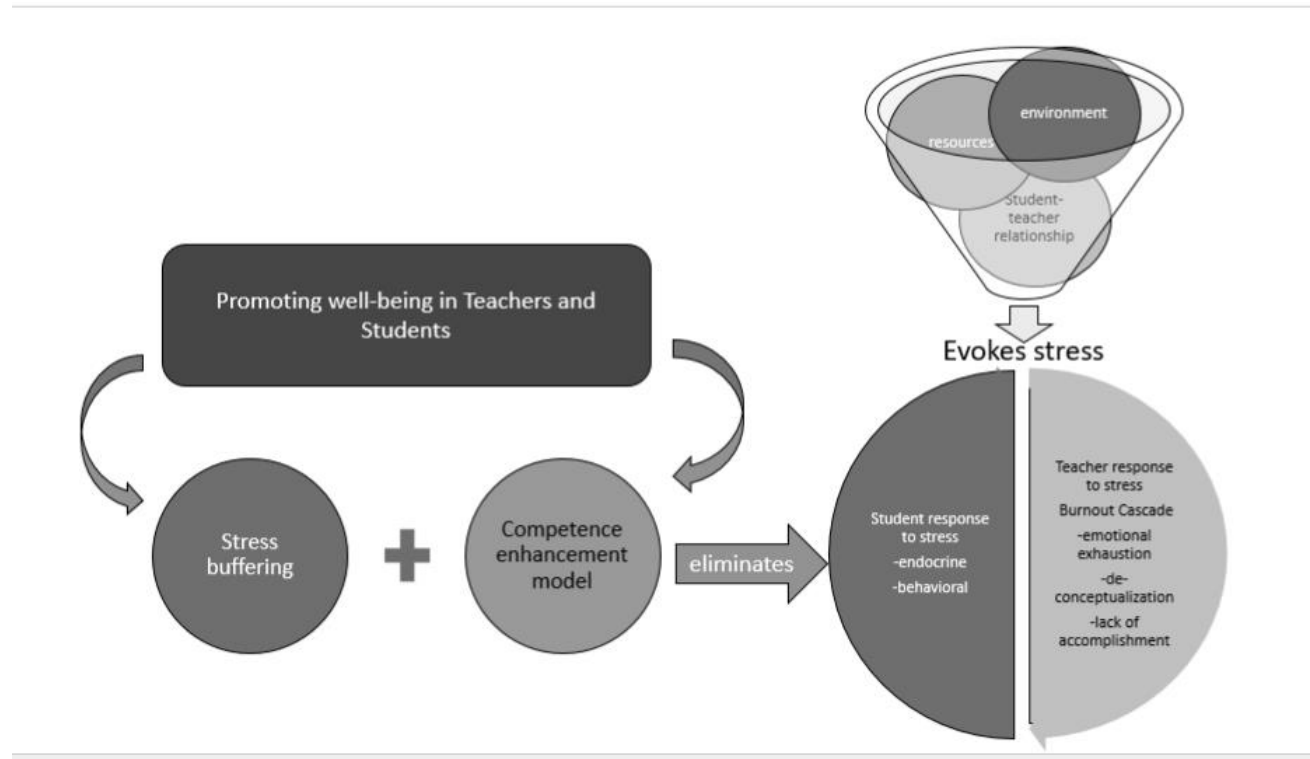 environment
resources
Student-
teacher
relationship
Promoting well-being in Teachers and
Students
Evokes stress
Stress
buffering
Competence
enhancement
model
eliminates
Student response
to stress
-endocrine
-behavioral
Teacher response
to stress
Burnout Cascade
-emotional
exhaustion
-de-
conceptualization
-lack of
accomplishment